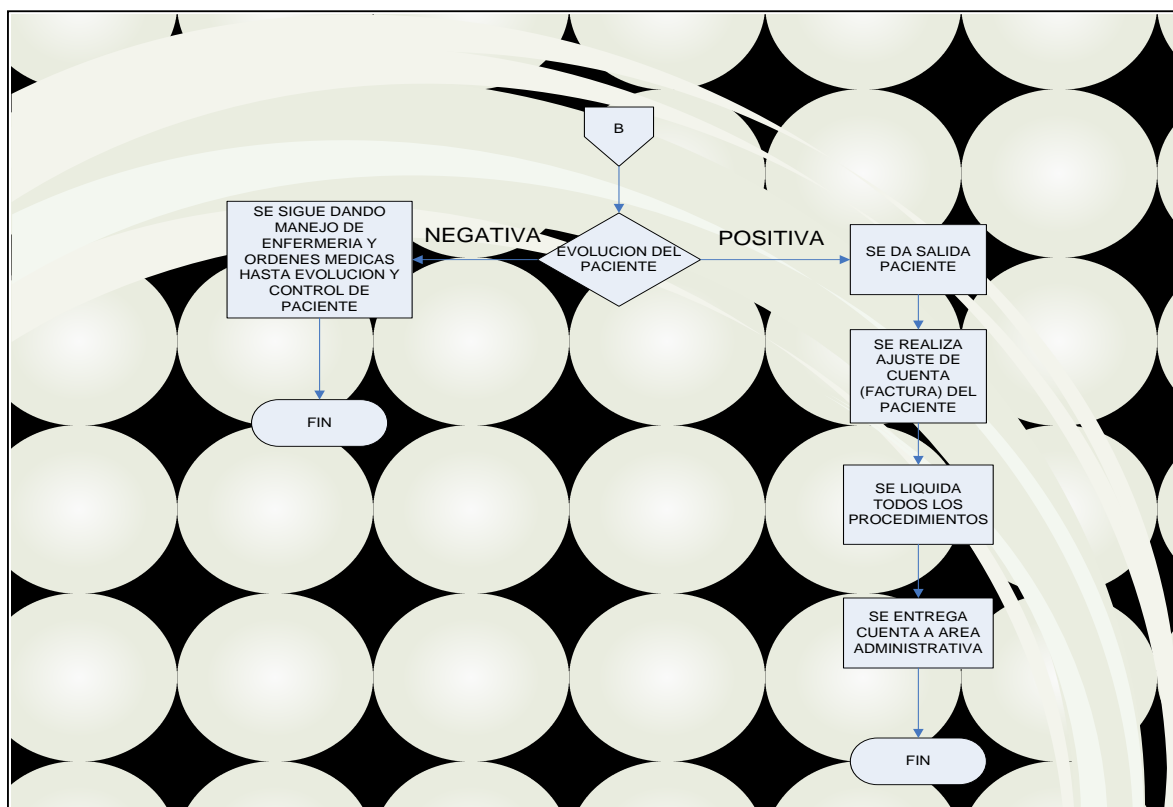 B
EVOLUCION DEL
PACIENTE
NEGATIVA
SE SIGUE DANDO
MANEJO DE
ENFERMERIA Y
ORDENES MEDICAS
HASTA EVOLUCION Y
CONTROL DE
PACIENTE
FIN
POSITIVA
SE DA SALIDA
PACIENTE
SE REALIZA
AJUSTE DE
CUENTA
(FACTURA) DEL
PACIENTE
SE LIQUIDA
TODOS LOS
PROCEDIMIENTOS
SE ENTREGA
CUENTA A AREA
ADMINISTRATIVA
FIN